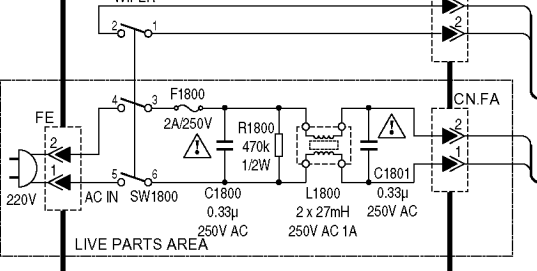 2 1
2
4 3
F1800
2A/250V
FE
2
1
220V
AC IN
5 6
SW1800
R1800
470k
1/2W
C1800
0.33µ
250V AC
L1800
2 x 27mH
250V AC 1A
C1801
0.33µ
250V AC
CN.FA
2
1
LIVE PARTS AREA